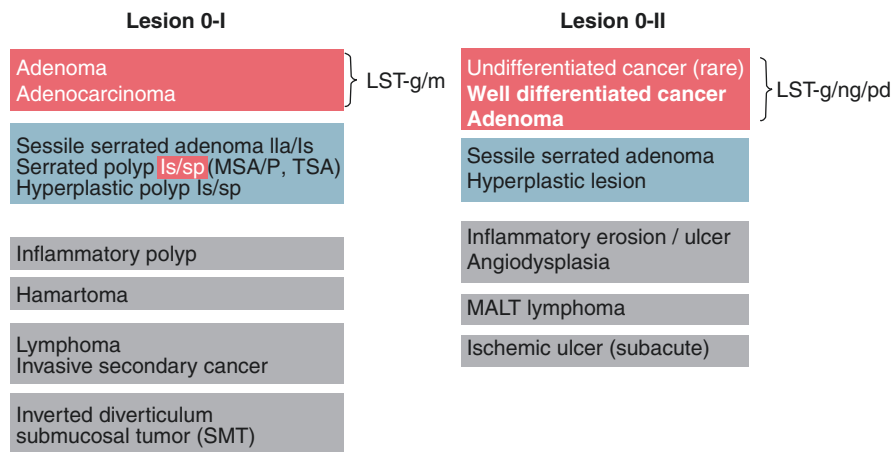 Lesion 0-I
Adenoma
Adenocarcinoma
LST-g/m
Sessile serrated adenoma IIa/Is
Serrated polyp Is/sp (MSA/P, TSA)
Hyperplastic polyp Is/sp
Inflammatory polyp
Hamartoma
Lymphoma
Invasive secondary cancer
Inverted diverticulum
submucosal tumor (SMT)
Lesion 0-II
Undifferentiated cancer (rare)
Well differentiated cancer
Adenoma
LST-g/ng/pd
Sessile serrated adenoma
Hyperplastic lesion
Inflammatory erosion / ulcer
Angiodysplasia
MALT lymphoma
Ischemic ulcer (subacute)